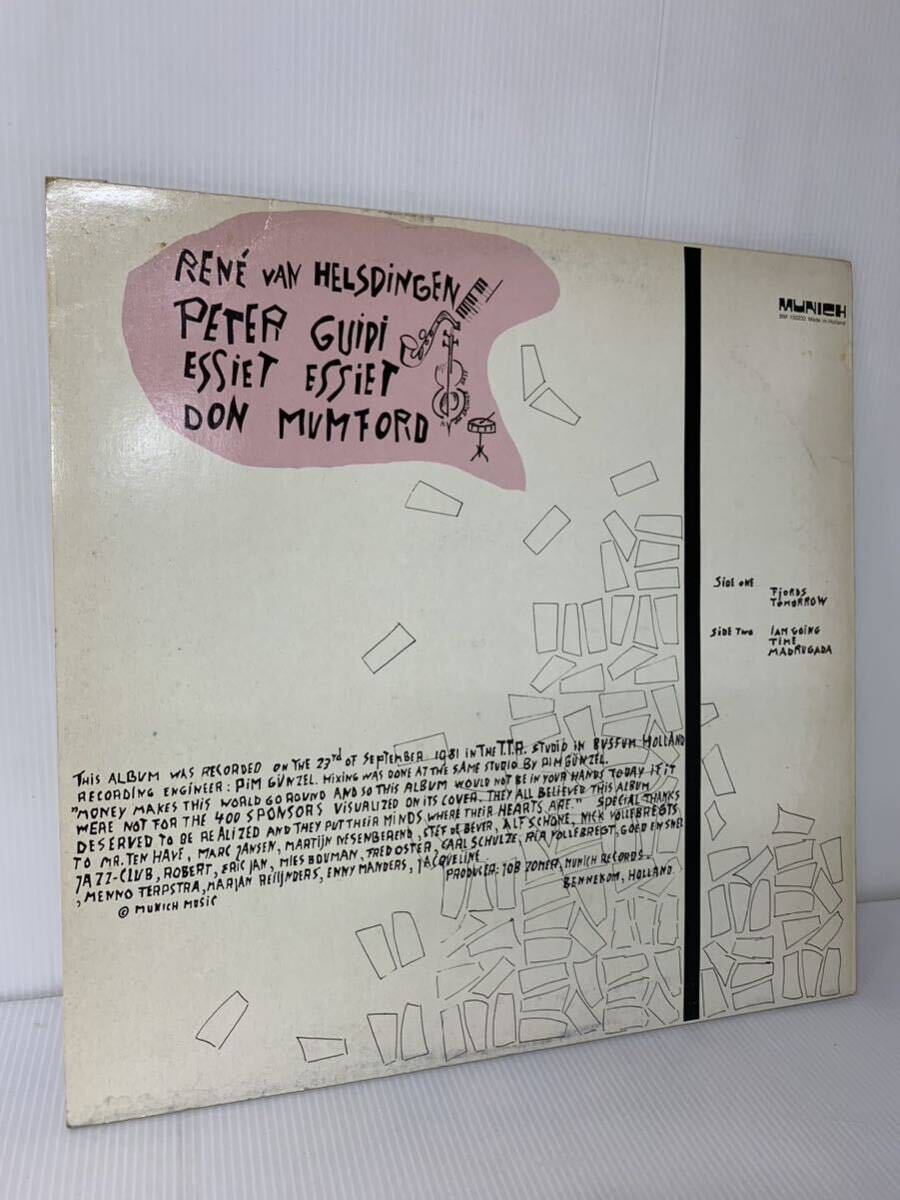 RENÉ VAN HELSDINGEN
PETER GUIDI
ESSIET ESSIET
DON MUMFORD
MUNICH
BM 150232 Made in Holland
SIDE ONE FJORDS
TOMORROW
SIDE TWO I AM GOING
TIME
MADRUGADA
THIS ALBUM WAS RECORDED ON THE 23rd OF SEPTEMBER 1981 IN THE T.T.R. STUDIO IN BUSSUM HOLLAND
RECORDING ENGINEER: PIM GÜNZEL. MIXING WAS DONE AT THE SAME STUDIO BY PIM GÜNZEL.
"MONEY MAKES THIS WORLD GO ROUND AND SO THIS ALBUM WOULD NOT BE IN YOUR HANDS TODAY IF IT
WERE NOT FOR THE 400 SPONSORS VISUALIZED ON ITS COVER. THEY ALL BELIEVED THIS ALBUM
DESERVED TO BE REALIZED AND THEY PUT THEIR MINDS WHERE THEIR HEARTS ARE." SPECIAL THANKS
TO MR. TEN HAVE, MARC JANSEN, MARTIJN NESENBEREND, STEF DE BEVER, ALF SCHÖNE, NICK VOLLEBREGTS
JAZZ-CLUB, ROBERT, ERIC JAN, MIES BOUMAN, FRED OSTER, CARL SCHULZE, RIA VOLLEBREGT, GOED EN SNEL
, MENNO TERPSTRA, MARJAN REIIJNDERS, ENNY MANDERS, JACQUELINE.
PRODUCER: JOB ZOMER, MUNICH RECORDS.
BENNEKOM, HOLLAND.
© MUNICH MUSIC